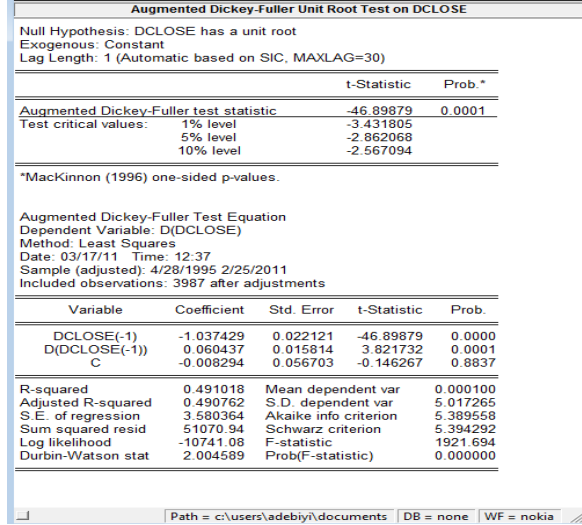 Augmented Dickey-Fuller Unit Root Test on DCLOSE
Null Hypothesis: DCLOSE has a unit root
Exogenous: Constant
Lag Length: 1 (Automatic based on SIC, MAXLAG=30)
t-Statistic Prob.*
Augmented Dickey-Fuller test statistic -46.89879 0.0001
Test critical values: 1% level -3.431805
5% level -2.862068
10% level -2.567094
*MacKinnon (1996) one-sided p-values.
Augmented Dickey-Fuller Test Equation
Dependent Variable: D(DCLOSE)
Method: Least Squares
Date: 03/17/11 Time: 12:37
Sample (adjusted): 4/28/1995 2/25/2011
Included observations: 3987 after adjustments
Variable Coefficient Std. Error t-Statistic Prob.
DCLOSE(-1) -1.037429 0.022121 -46.89879 0.0000
D(DCLOSE(-1)) 0.060437 0.015814 3.821732 0.0001
C -0.008294 0.056703 -0.146267 0.8837
R-squared 0.491018 Mean dependent var 0.000100
Adjusted R-squared 0.490762 S.D. dependent var 5.017265
S.E. of regression 3.580364 Akaike info criterion 5.389558
Sum squared resid 51070.94 Schwarz criterion 5.394292
Log likelihood -10741.08 F-statistic 1921.694
Durbin-Watson stat 2.004589 Prob(F-statistic) 0.000000
Path = c:\users\adebiyi\documents DB = none WF = nokia